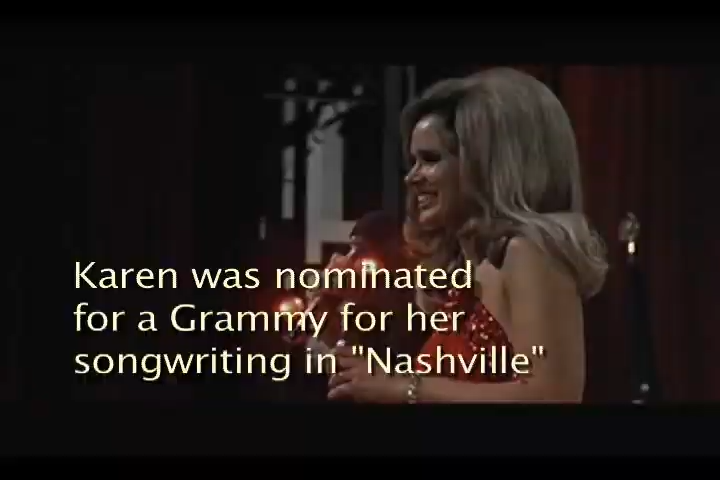 Karen was nominated
for a Grammy for her
songwriting in "Nashville"